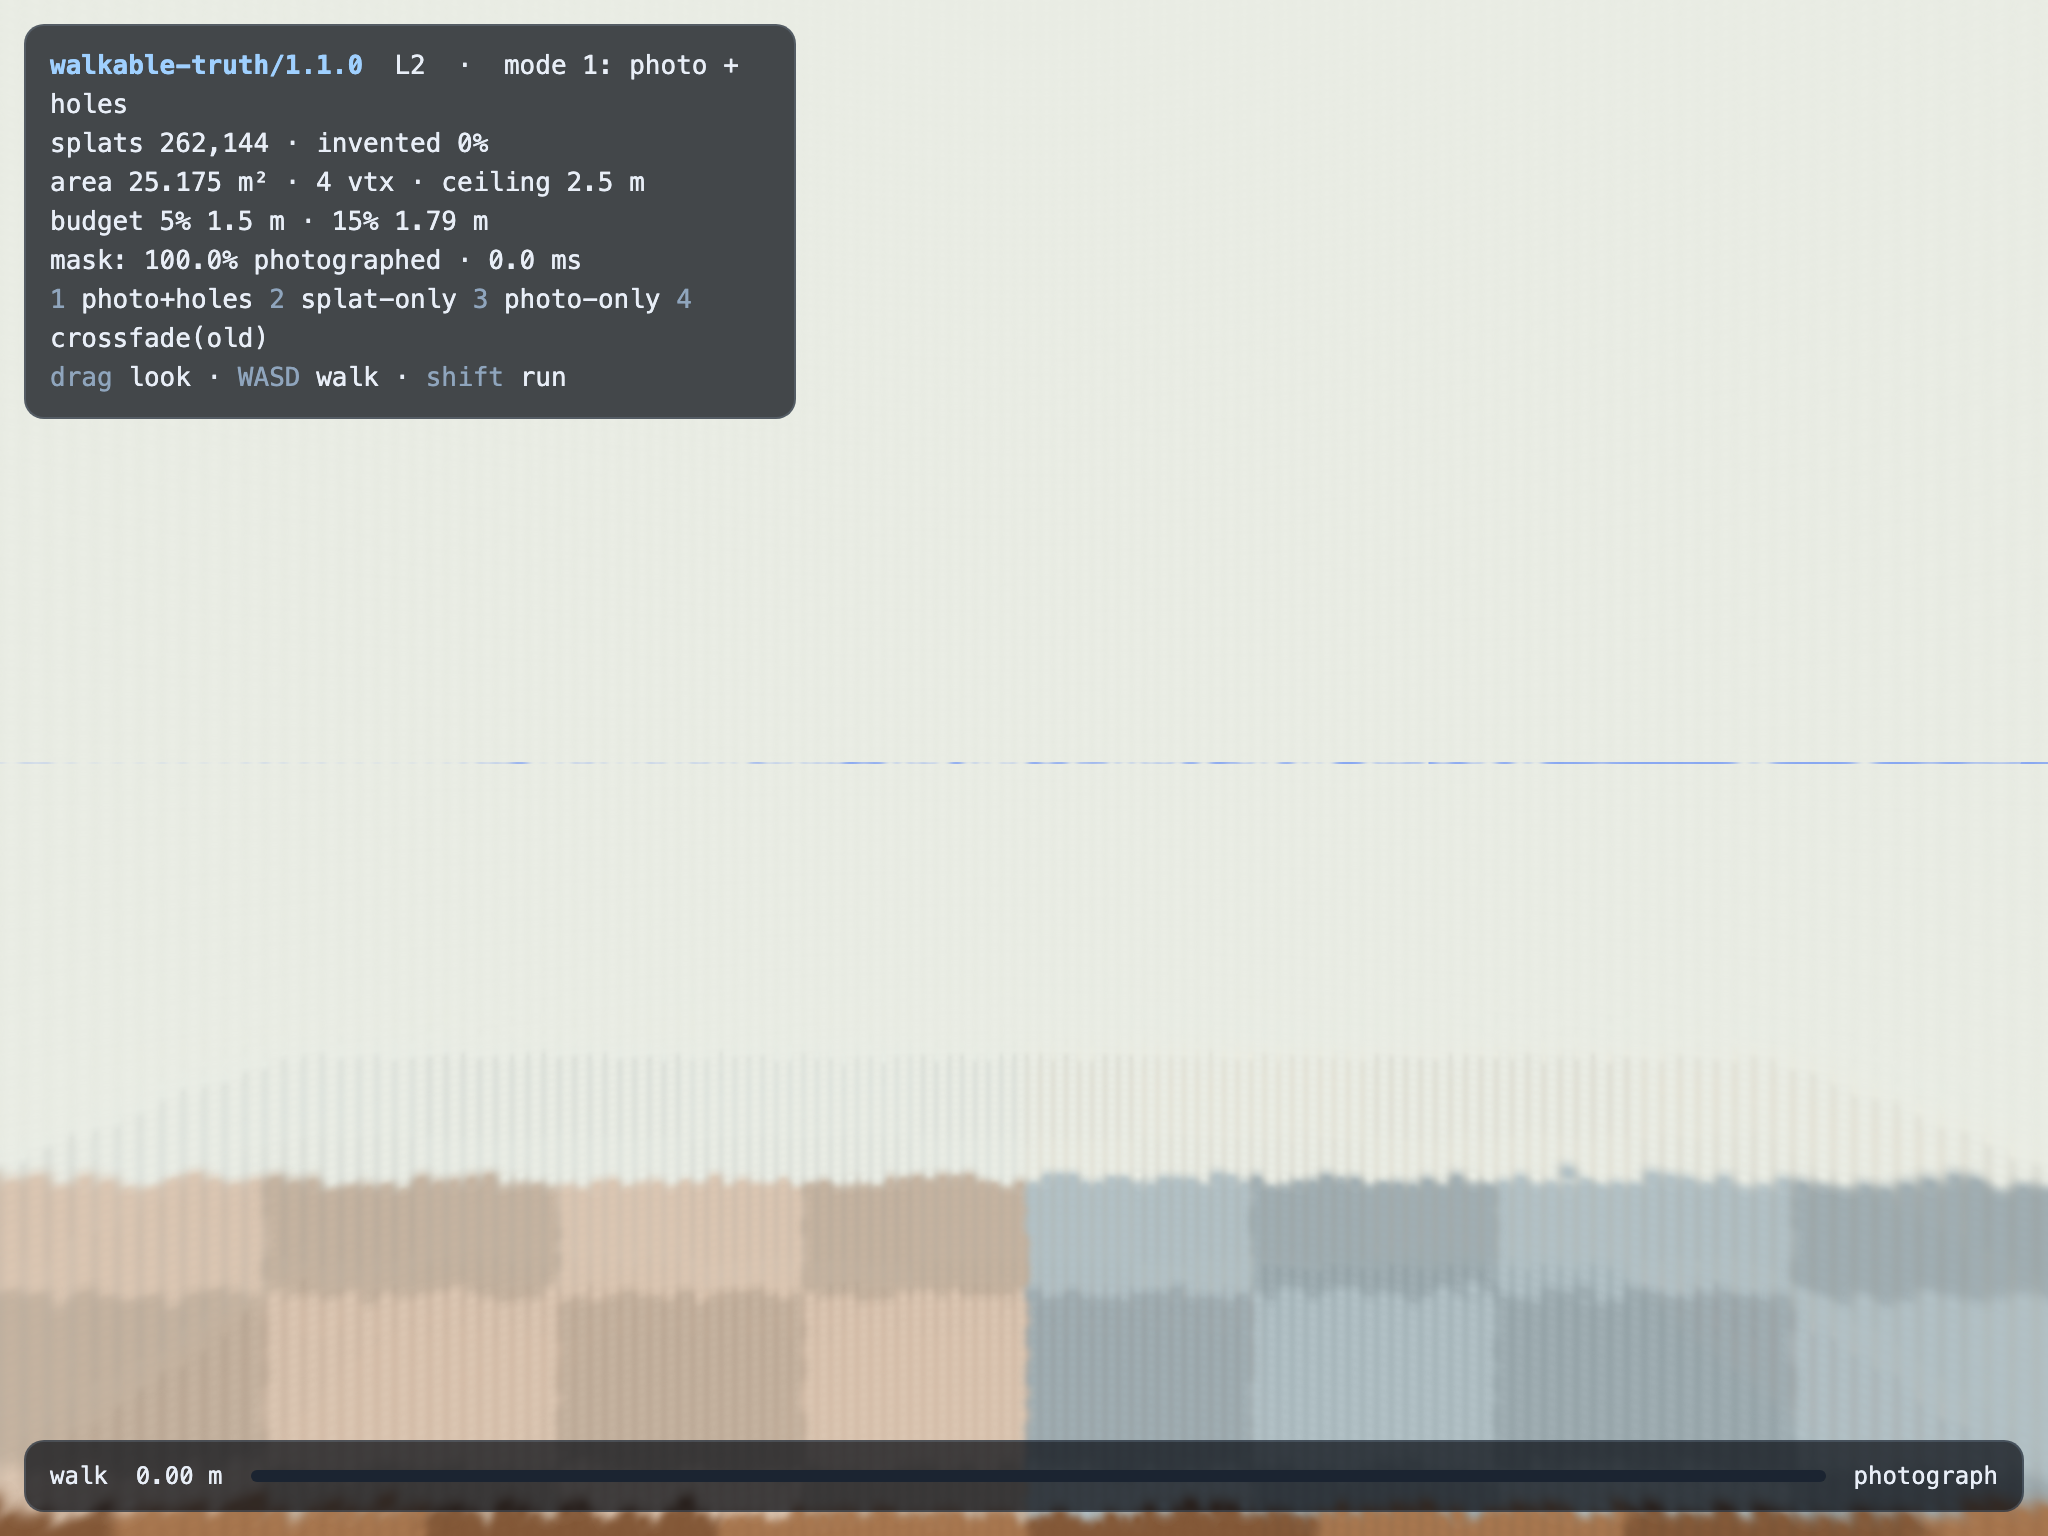 walkable-truth/1.1.0 L2 · mode 1: photo +
holes
splats 262,144 · invented 0%
area 25.175 m² · 4 vtx · ceiling 2.5 m
budget 5% 1.5 m · 15% 1.79 m
mask: 100.0% photographed · 0.0 ms
1 photo+holes 2 splat-only 3 photo-only 4
crossfade(old)
drag look · WASD walk · shift run
walk 0.00 m photograph